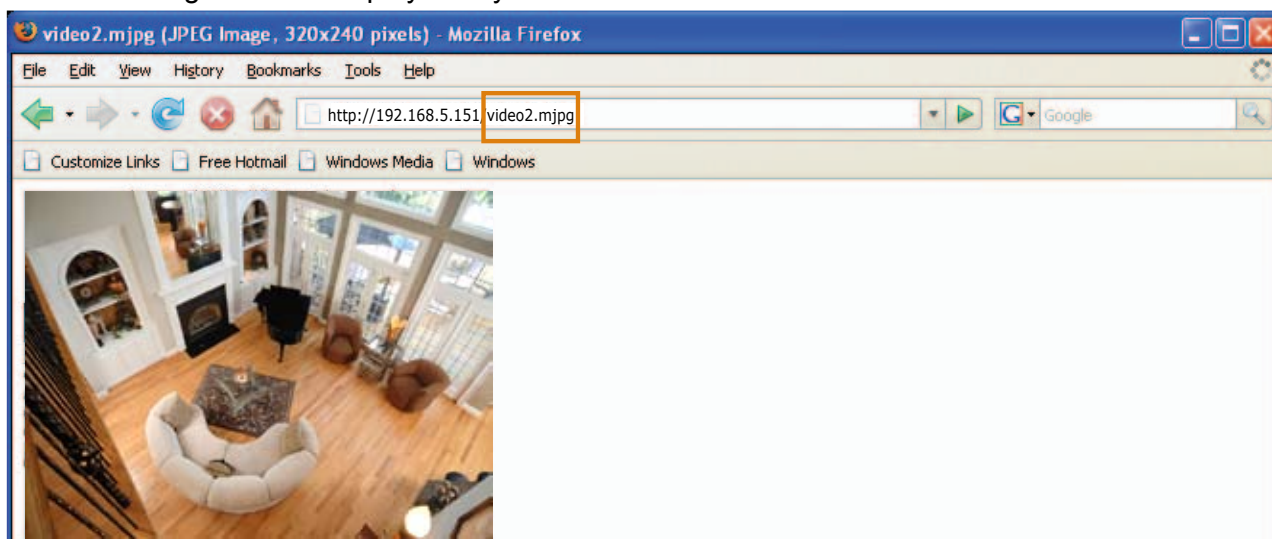 video2.mjpg (JPEG Image, 320x240 pixels) - Mozilla Firefox
File Edit View History Bookmarks Tools Help
http://192.168.5.151/video2.mjpg
G Google
Customize Links Free Hotmail Windows Media Windows